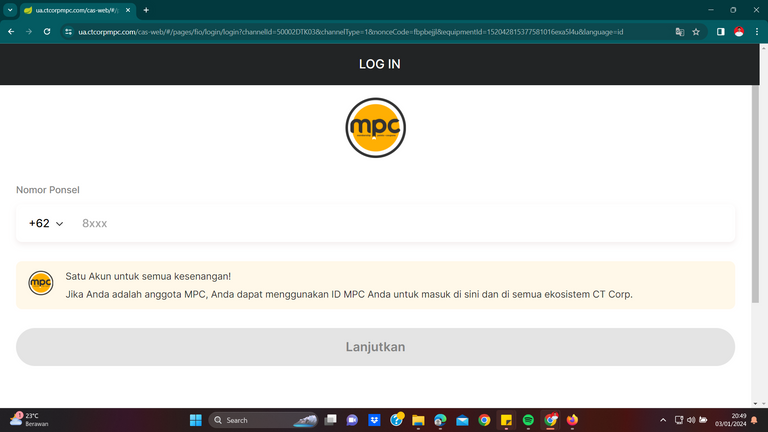 ua.ctcorpmpc.com/cas-web/#/
ua.ctcorpmpc.com/cas-web/#/pages/fio/login/login?channelId=50002DTK03&channelType=1&nonceCode=fbpbejjl&equipmentId=152042815377581016exa5l4u&language=id
LOG IN
mpc
Nomor Ponsel
+62 8xxx
mpc
Satu Akun untuk semua kesenangan!
Jika Anda adalah anggota MPC, Anda dapat menggunakan ID MPC Anda untuk masuk di sini dan di semua ekosistem CT Corp.
Lanjutkan
23°C
Berawan
Search
20:49
03/01/2024